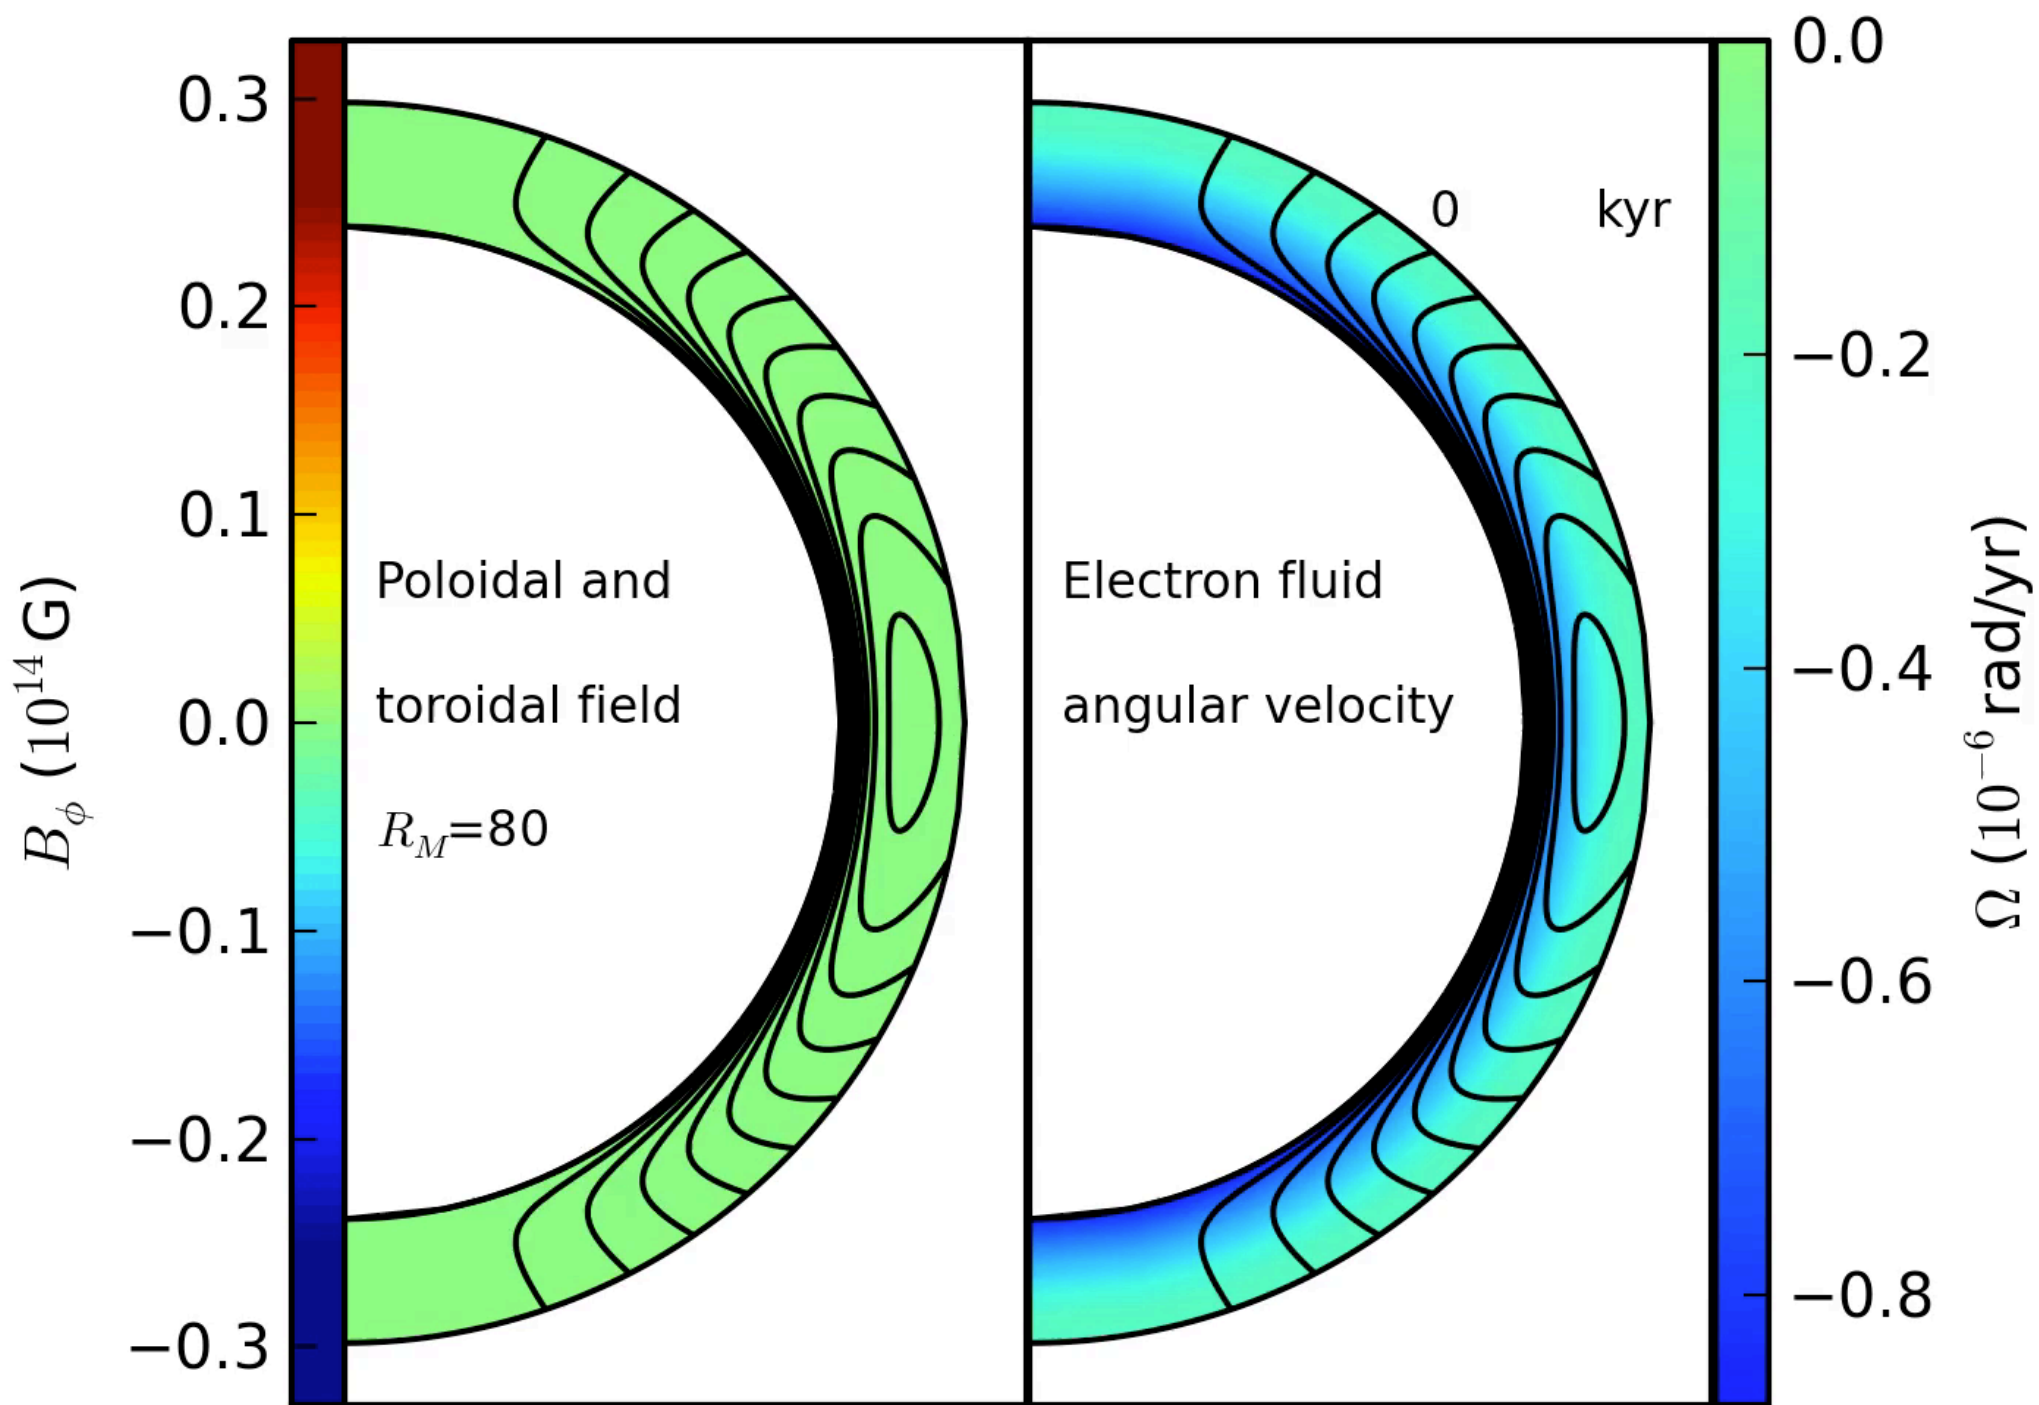 B_ϕ (10^14 G)
0.3
0.2
0.1
0.0
−0.1
−0.2
−0.3
Poloidal and
toroidal field
R_M=80
0 kyr
Electron fluid
angular velocity
0.0
−0.2
−0.4
−0.6
−0.8
Ω (10^−6 rad/yr)